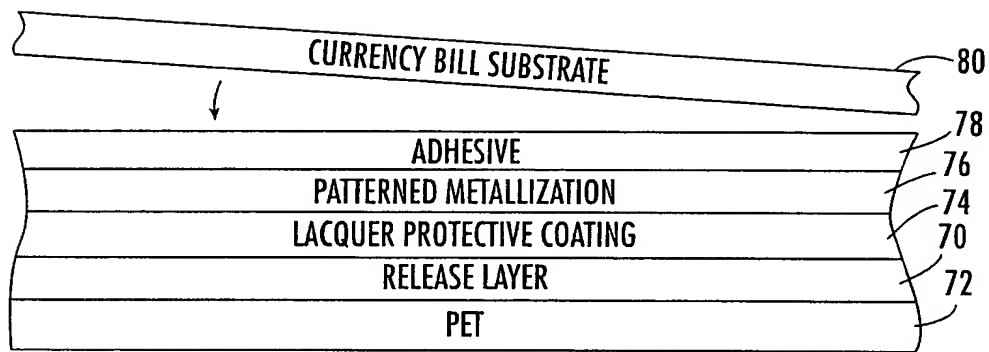 CURRENCY BILL SUBSTRATE
80
ADHESIVE
78
PATTERNED METALLIZATION
76
LACQUER PROTECTIVE COATING
74
RELEASE LAYER
70
PET
72